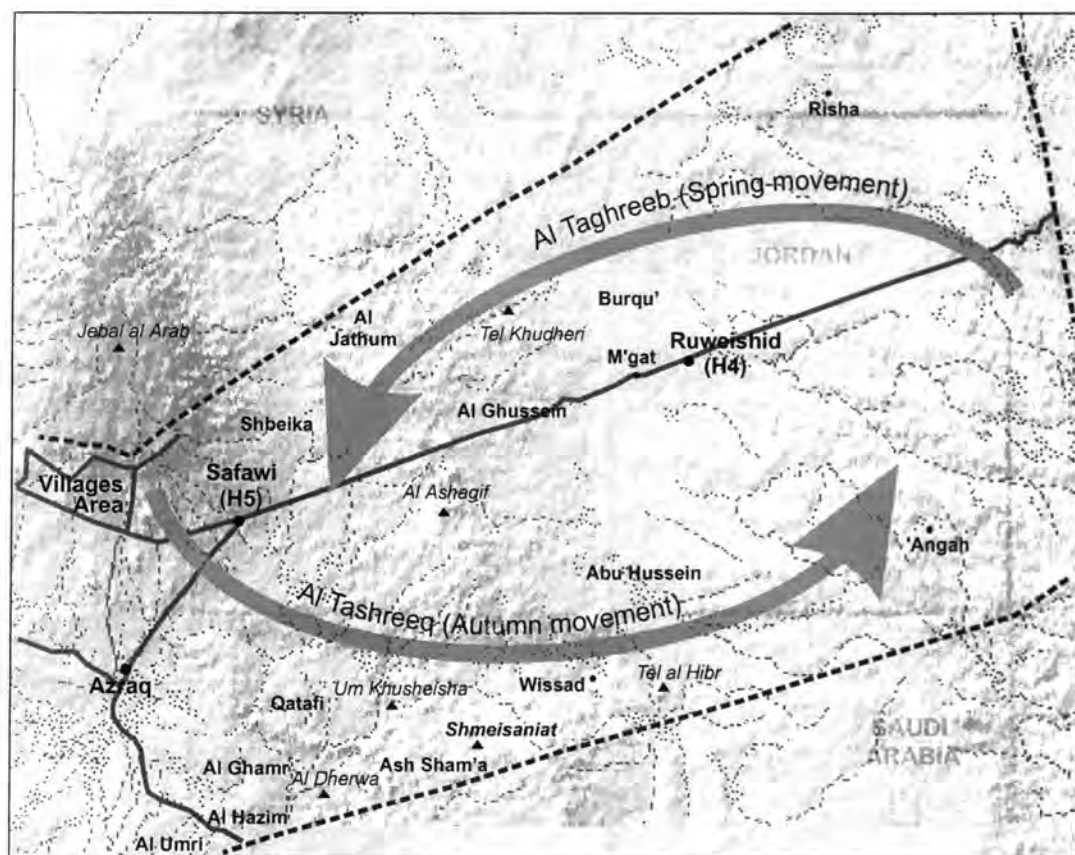 SYRIA
Risha
Al Taghreeb (Spring-movement)
JORDAN
Burqu'
Jebal al Arab
Al
Jathum
Tel Khudheri
M'gat
Ruweishid
(H4)
Al Ghussein
Shbeika
Villages
Area
Safawi
(H5)
Al Ashagif
'Angah
Abu Hussein
Al Tashreeq (Autumn movement)
Azraq
Qatafi
Um Khusheisha
Wissad
Tel al Hibr
Shmeisaniat
SAUDI
ARABIA
Al Ghamr
Al Dherwa
Ash Sham'a
Al Hazim
Al Umri